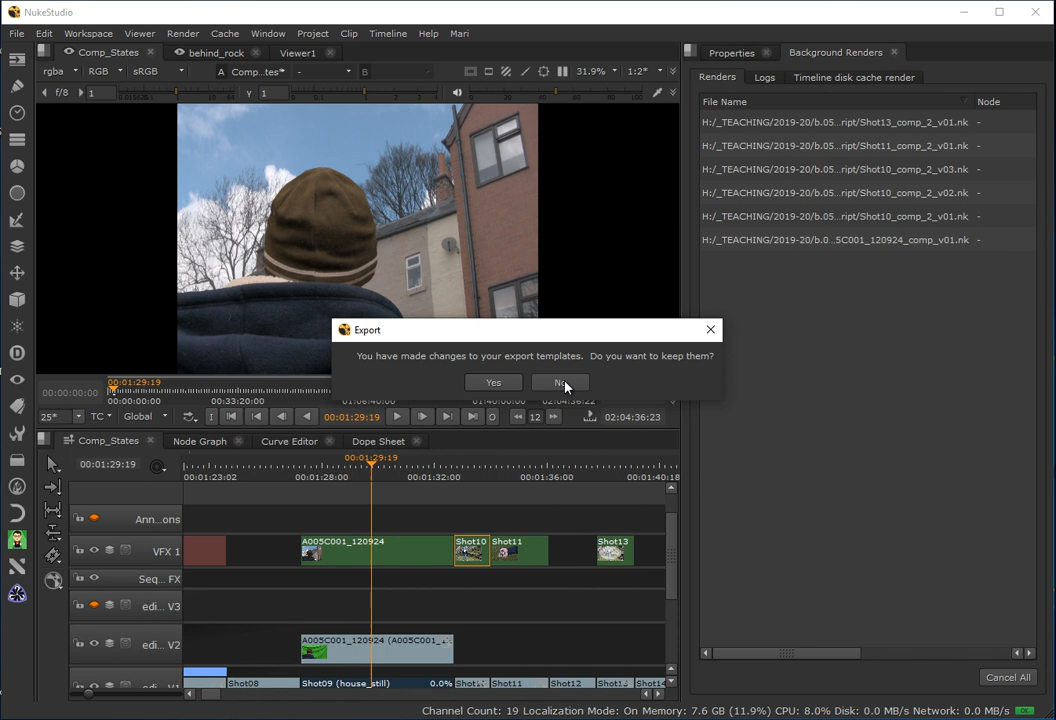 NukeStudio
File Edit Workspace Viewer Render Cache Window Project Clip Timeline Help Mari
Comp_States behind_rock Viewer1
rgba RGB sRGB A Comp...tes* - B 31.9% 1:2*
f/8 1 γ 1
Export
You have made changes to your export templates. Do you want to keep them?
Yes No
00:01:29:19
00:00:00:00 00:00:00:00 00:33:20:00 01:06:40:00 01:40:00:00 02:04:36:22
25* TC Global I 00:01:29:19 O 12 02:04:36:23
Comp_States Node Graph Curve Editor Dope Sheet
00:01:29:19 00:01:29:19
00:01:23:02 00:01:28:00 00:01:32:00 00:01:36:00 00:01:40:18
Ann...ons
VFX 1 A005C001_120924 Shot10 Shot11 Shot13
Seq... FX
edi... V3
edi... V2 A005C001_120924 (A005C001_...
edi... V1 Shot08 Shot09 (house_still) 0.0% Shot... Shot11 Shot12 Shot1... Shot14
Properties Background Renders
Renders Logs Timeline disk cache render
File Name Node
H:/_TEACHING/2019-20/b.05...ript/Shot13_comp_2_v01.nk -
H:/_TEACHING/2019-20/b.05...ript/Shot11_comp_2_v01.nk -
H:/_TEACHING/2019-20/b.05...ript/Shot10_comp_2_v03.nk -
H:/_TEACHING/2019-20/b.05...ript/Shot10_comp_2_v02.nk -
H:/_TEACHING/2019-20/b.05...ript/Shot10_comp_2_v01.nk -
H:/_TEACHING/2019-20/b.0...5C001_120924_comp_v01.nk -
Cancel All
Channel Count: 19 Localization Mode: On Memory: 7.6 GB (11.9%) CPU: 8.0% Disk: 0.0 MB/s Network: 0.0 MB/s OK